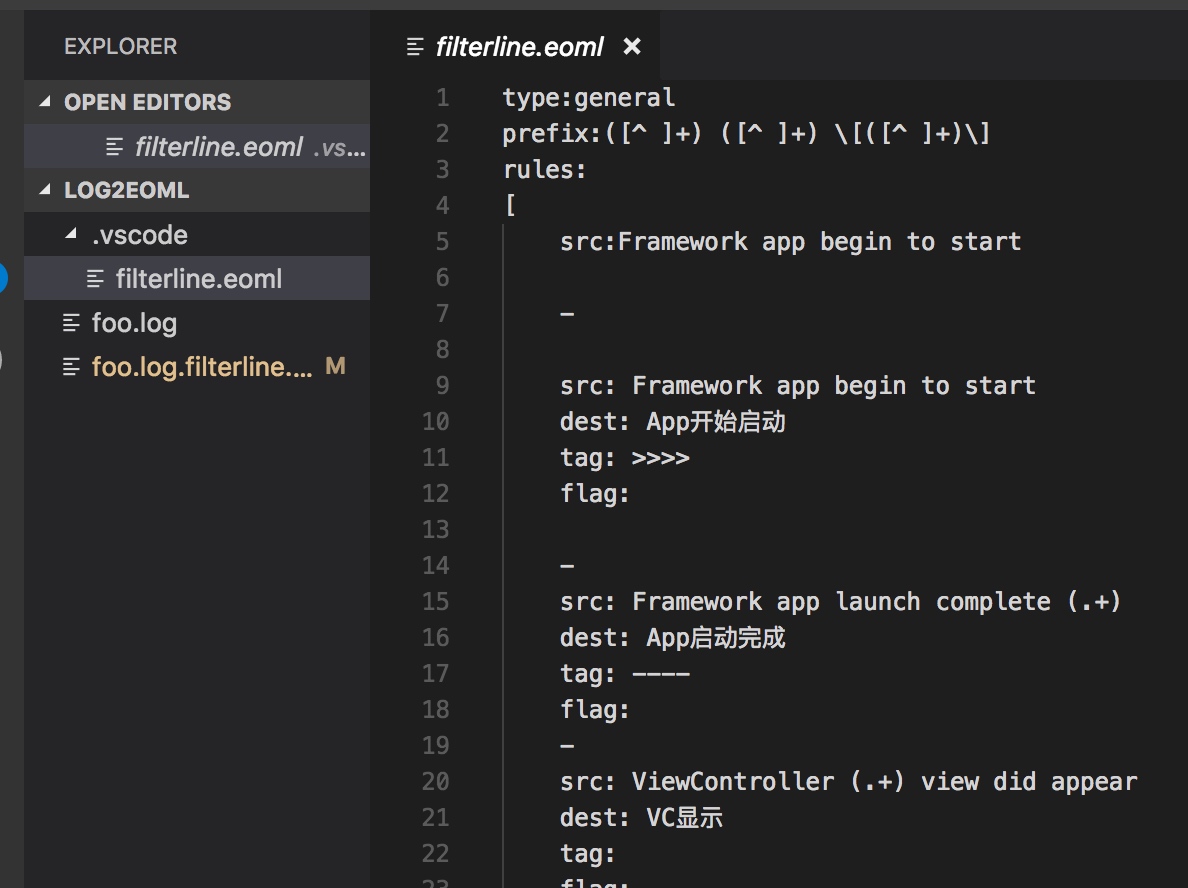 EXPLORER
OPEN EDITORS
filterline.eoml .vs...
LOG2EOML
.vscode
filterline.eoml
foo.log
foo.log.filterline.... M
filterline.eoml ×
1 type:general
2 prefix:([^ ]+) ([^ ]+) \[([^ ]+)\]
3 rules:
4 [
5 src:Framework app begin to start
6
7 -
8
9 src: Framework app begin to start
10 dest: App开始启动
11 tag: >>>>
12 flag:
13
14 -
15 src: Framework app launch complete (.+)
16 dest: App启动完成
17 tag: ----
18 flag:
19 -
20 src: ViewController (.+) view did appear
21 dest: VC显示
22 tag:
23 flag: